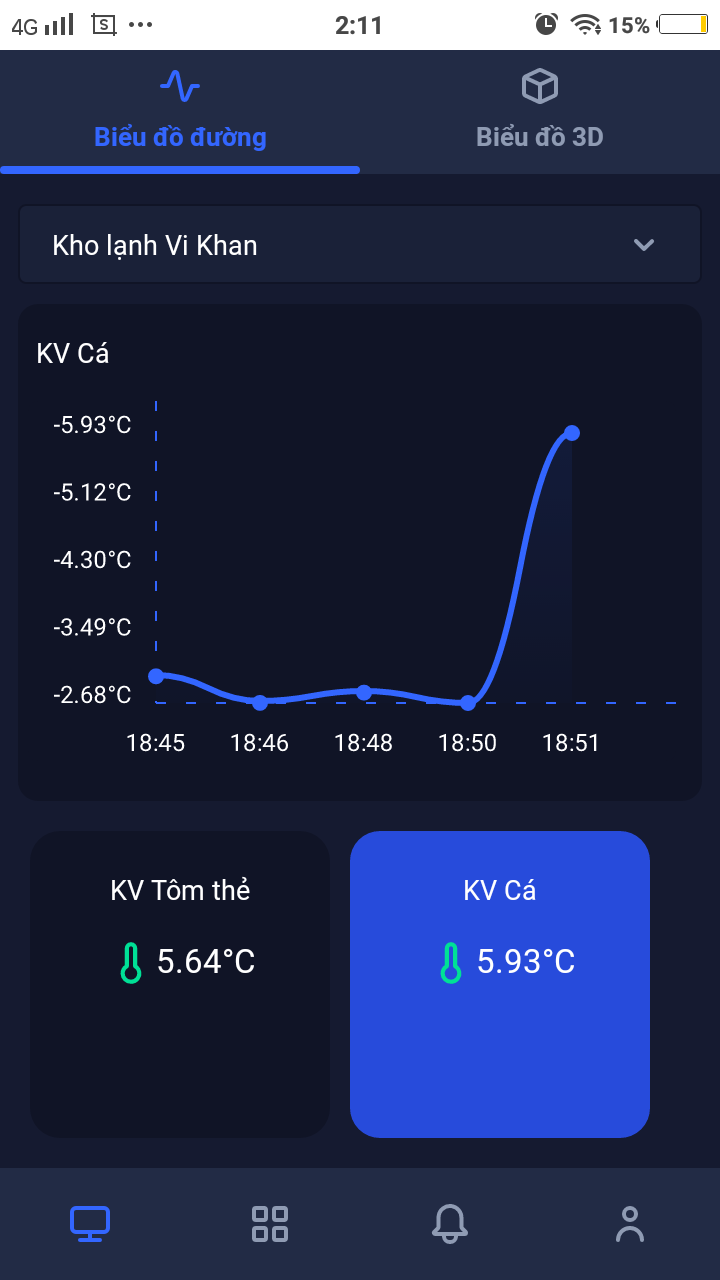 4G S 2:11 15%
Biểu đồ đường Biểu đồ 3D
Kho lạnh Vi Khan
KV Cá
-5.93°C
-5.12°C
-4.30°C
-3.49°C
-2.68°C
18:45 18:46 18:48 18:50 18:51
KV Tôm thẻ
5.64°C
KV Cá
5.93°C